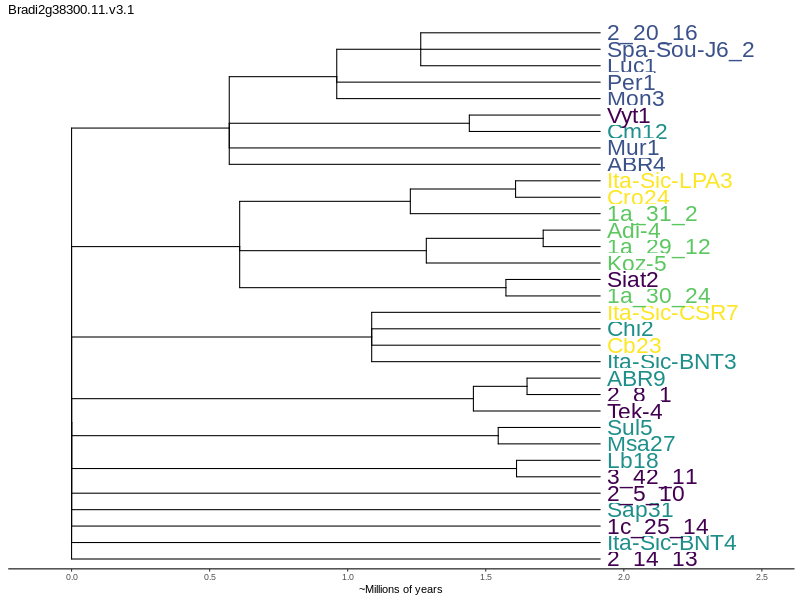 Bradi2g38300.11.v3.1
2_20_16
Spa-Sou-J6_2
Luc1
Per1
Mon3
Vyt1
Cm12
Mur1
ABR4
Ita-Sic-LPA3
Cro24
1a_31_2
Adi-4
1a_29_12
Koz-5
Siat2
1a_30_24
Ita-Sic-CSR7
Chi2
Cb23
Ita-Sic-BNT3
ABR9
2_8_1
Tek-4
Sul5
Msa27
Lb18
3_42_11
2_5_10
Sap31
1c_25_14
Ita-Sic-BNT4
2_14_13
0.0 0.5 1.0 1.5 2.0 2.5
~Millions of years